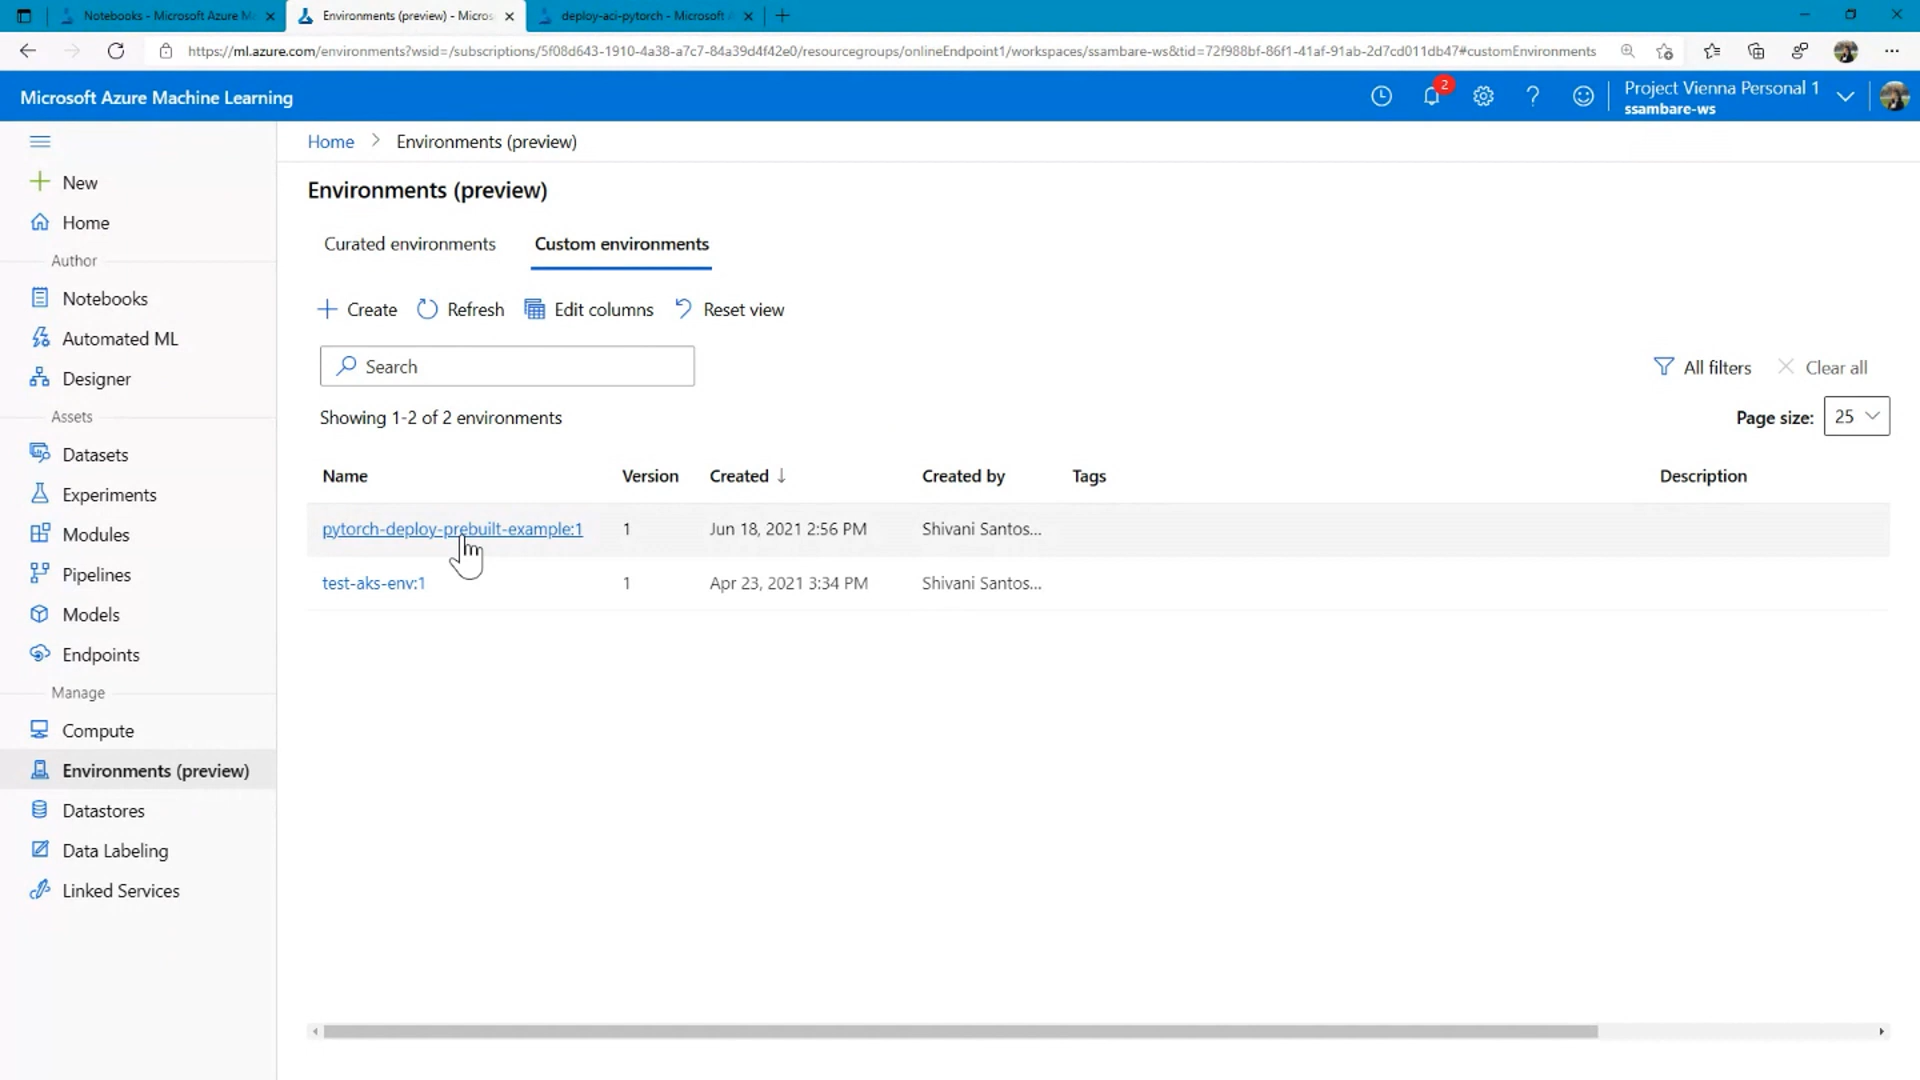 Notebooks - Microsoft Azure Ma
Environments (preview) - Micros
deploy-aci-pytorch - Microsoft A
https://ml.azure.com/environments?wsid=/subscriptions/5f08d643-1910-4a38-a7c7-84a39d4f42e0/resourcegroups/onlineEndpoint1/workspaces/ssambare-ws&tid=72f988bf-86f1-41af-91ab-2d7cd011db47#customEnvironments
Microsoft Azure Machine Learning
2
Project Vienna Personal 1
ssambare-ws
Home
Environments (preview)
New
Home
Author
Notebooks
Automated ML
Designer
Assets
Datasets
Experiments
Modules
Pipelines
Models
Endpoints
Manage
Compute
Environments (preview)
Datastores
Data Labeling
Linked Services
Environments (preview)
Curated environments
Custom environments
Create
Refresh
Edit columns
Reset view
Search
All filters
Clear all
Showing 1-2 of 2 environments
Page size:
25
Name Version Created ↓ Created by Tags Description
pytorch-deploy-prebuilt-example:1 1 Jun 18, 2021 2:56 PM Shivani Santos...
test-aks-env:1 1 Apr 23, 2021 3:34 PM Shivani Santos...